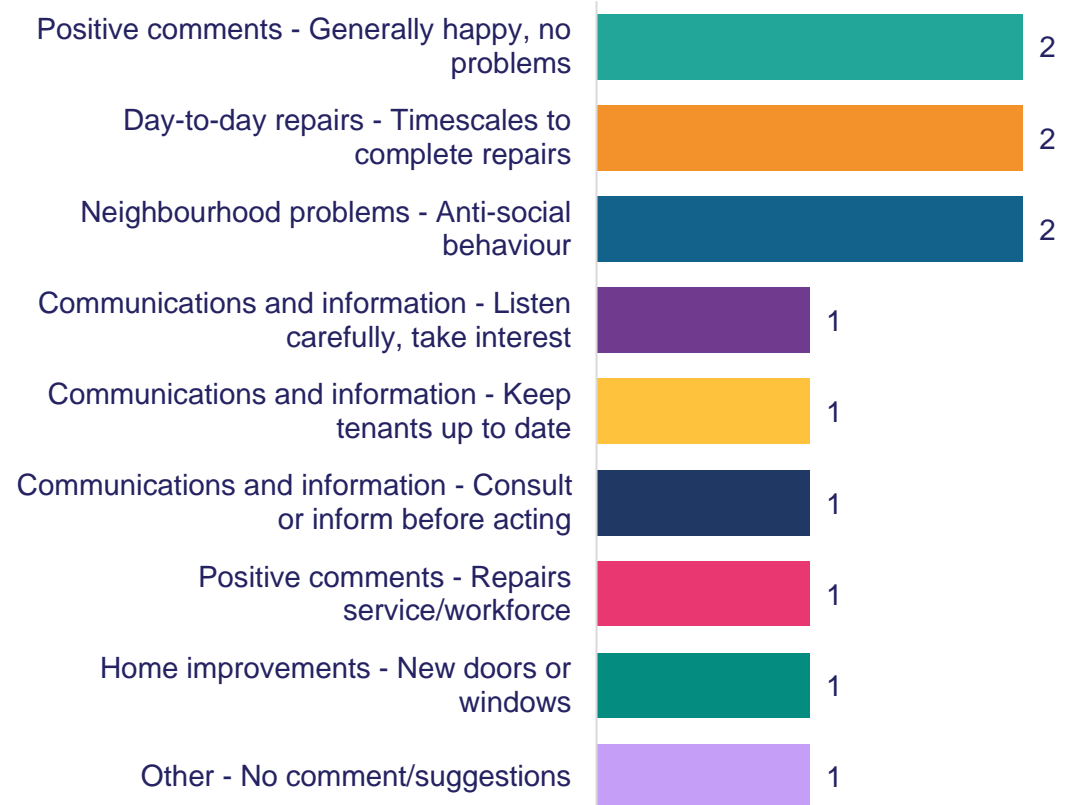 Positive comments - Generally happy, no
problems
2
Day-to-day repairs - Timescales to
complete repairs
2
Neighbourhood problems - Anti-social
behaviour
2
Communications and information - Listen
carefully, take interest
1
Communications and information - Keep
tenants up to date
1
Communications and information - Consult
or inform before acting
1
Positive comments - Repairs
service/workforce
1
Home improvements - New doors or
windows
1
Other - No comment/suggestions
1